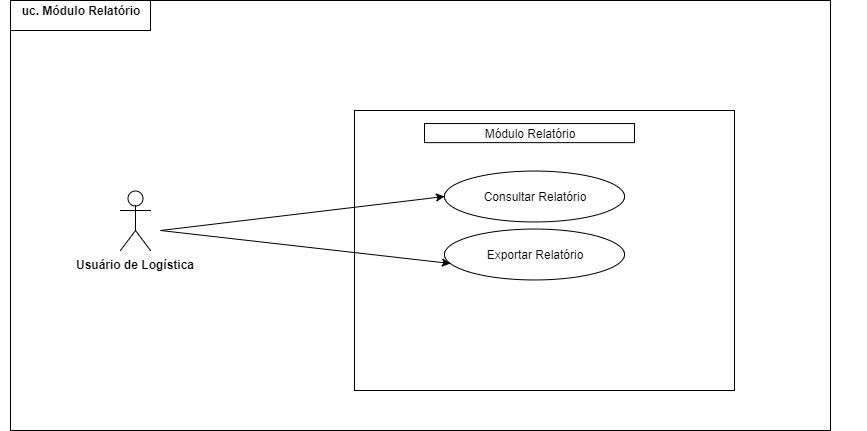 uc. Módulo Relatório
Módulo Relatório
Consultar Relatório
Exportar Relatório
Usuário de Logística